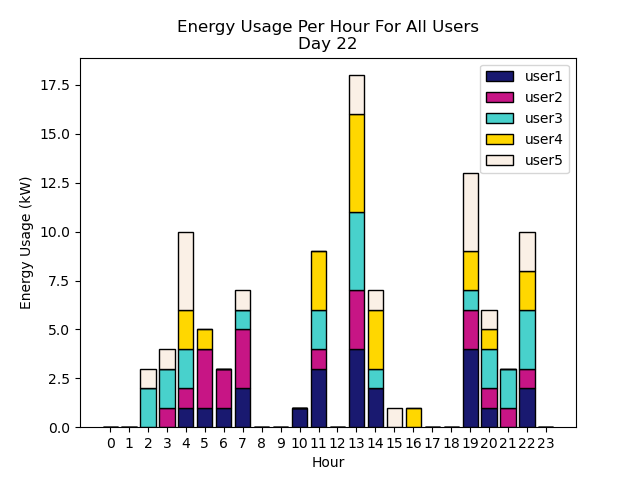 Energy Usage Per Hour For All Users
Day 22
user1
user2
user3
user4
user5
Energy Usage (kW)
17.5
15.0
12.5
10.0
7.5
5.0
2.5
0.0
0 1 2 3 4 5 6 7 8 9 10 11 12 13 14 15 16 17 18 19 20 21 22 23
Hour